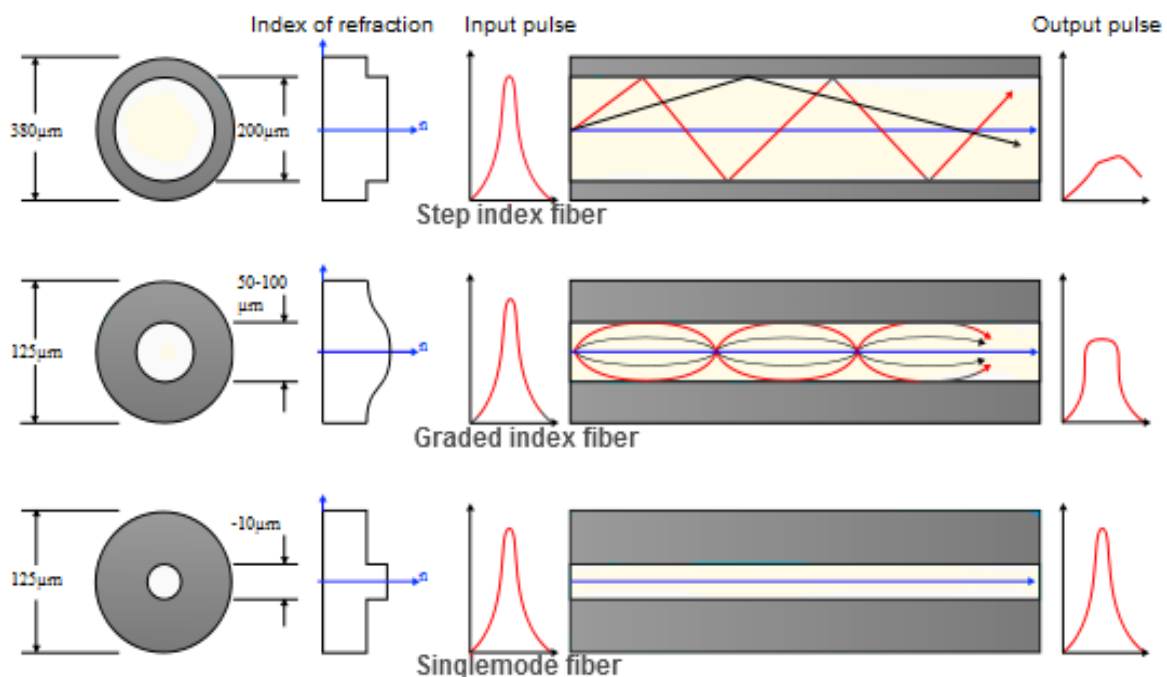 Index of refraction
Input pulse
Output pulse
380µm
200µm
n
Step index fiber
50-100
µm
125µm
n
Graded index fiber
-10µm
125µm
n
Singlemode fiber